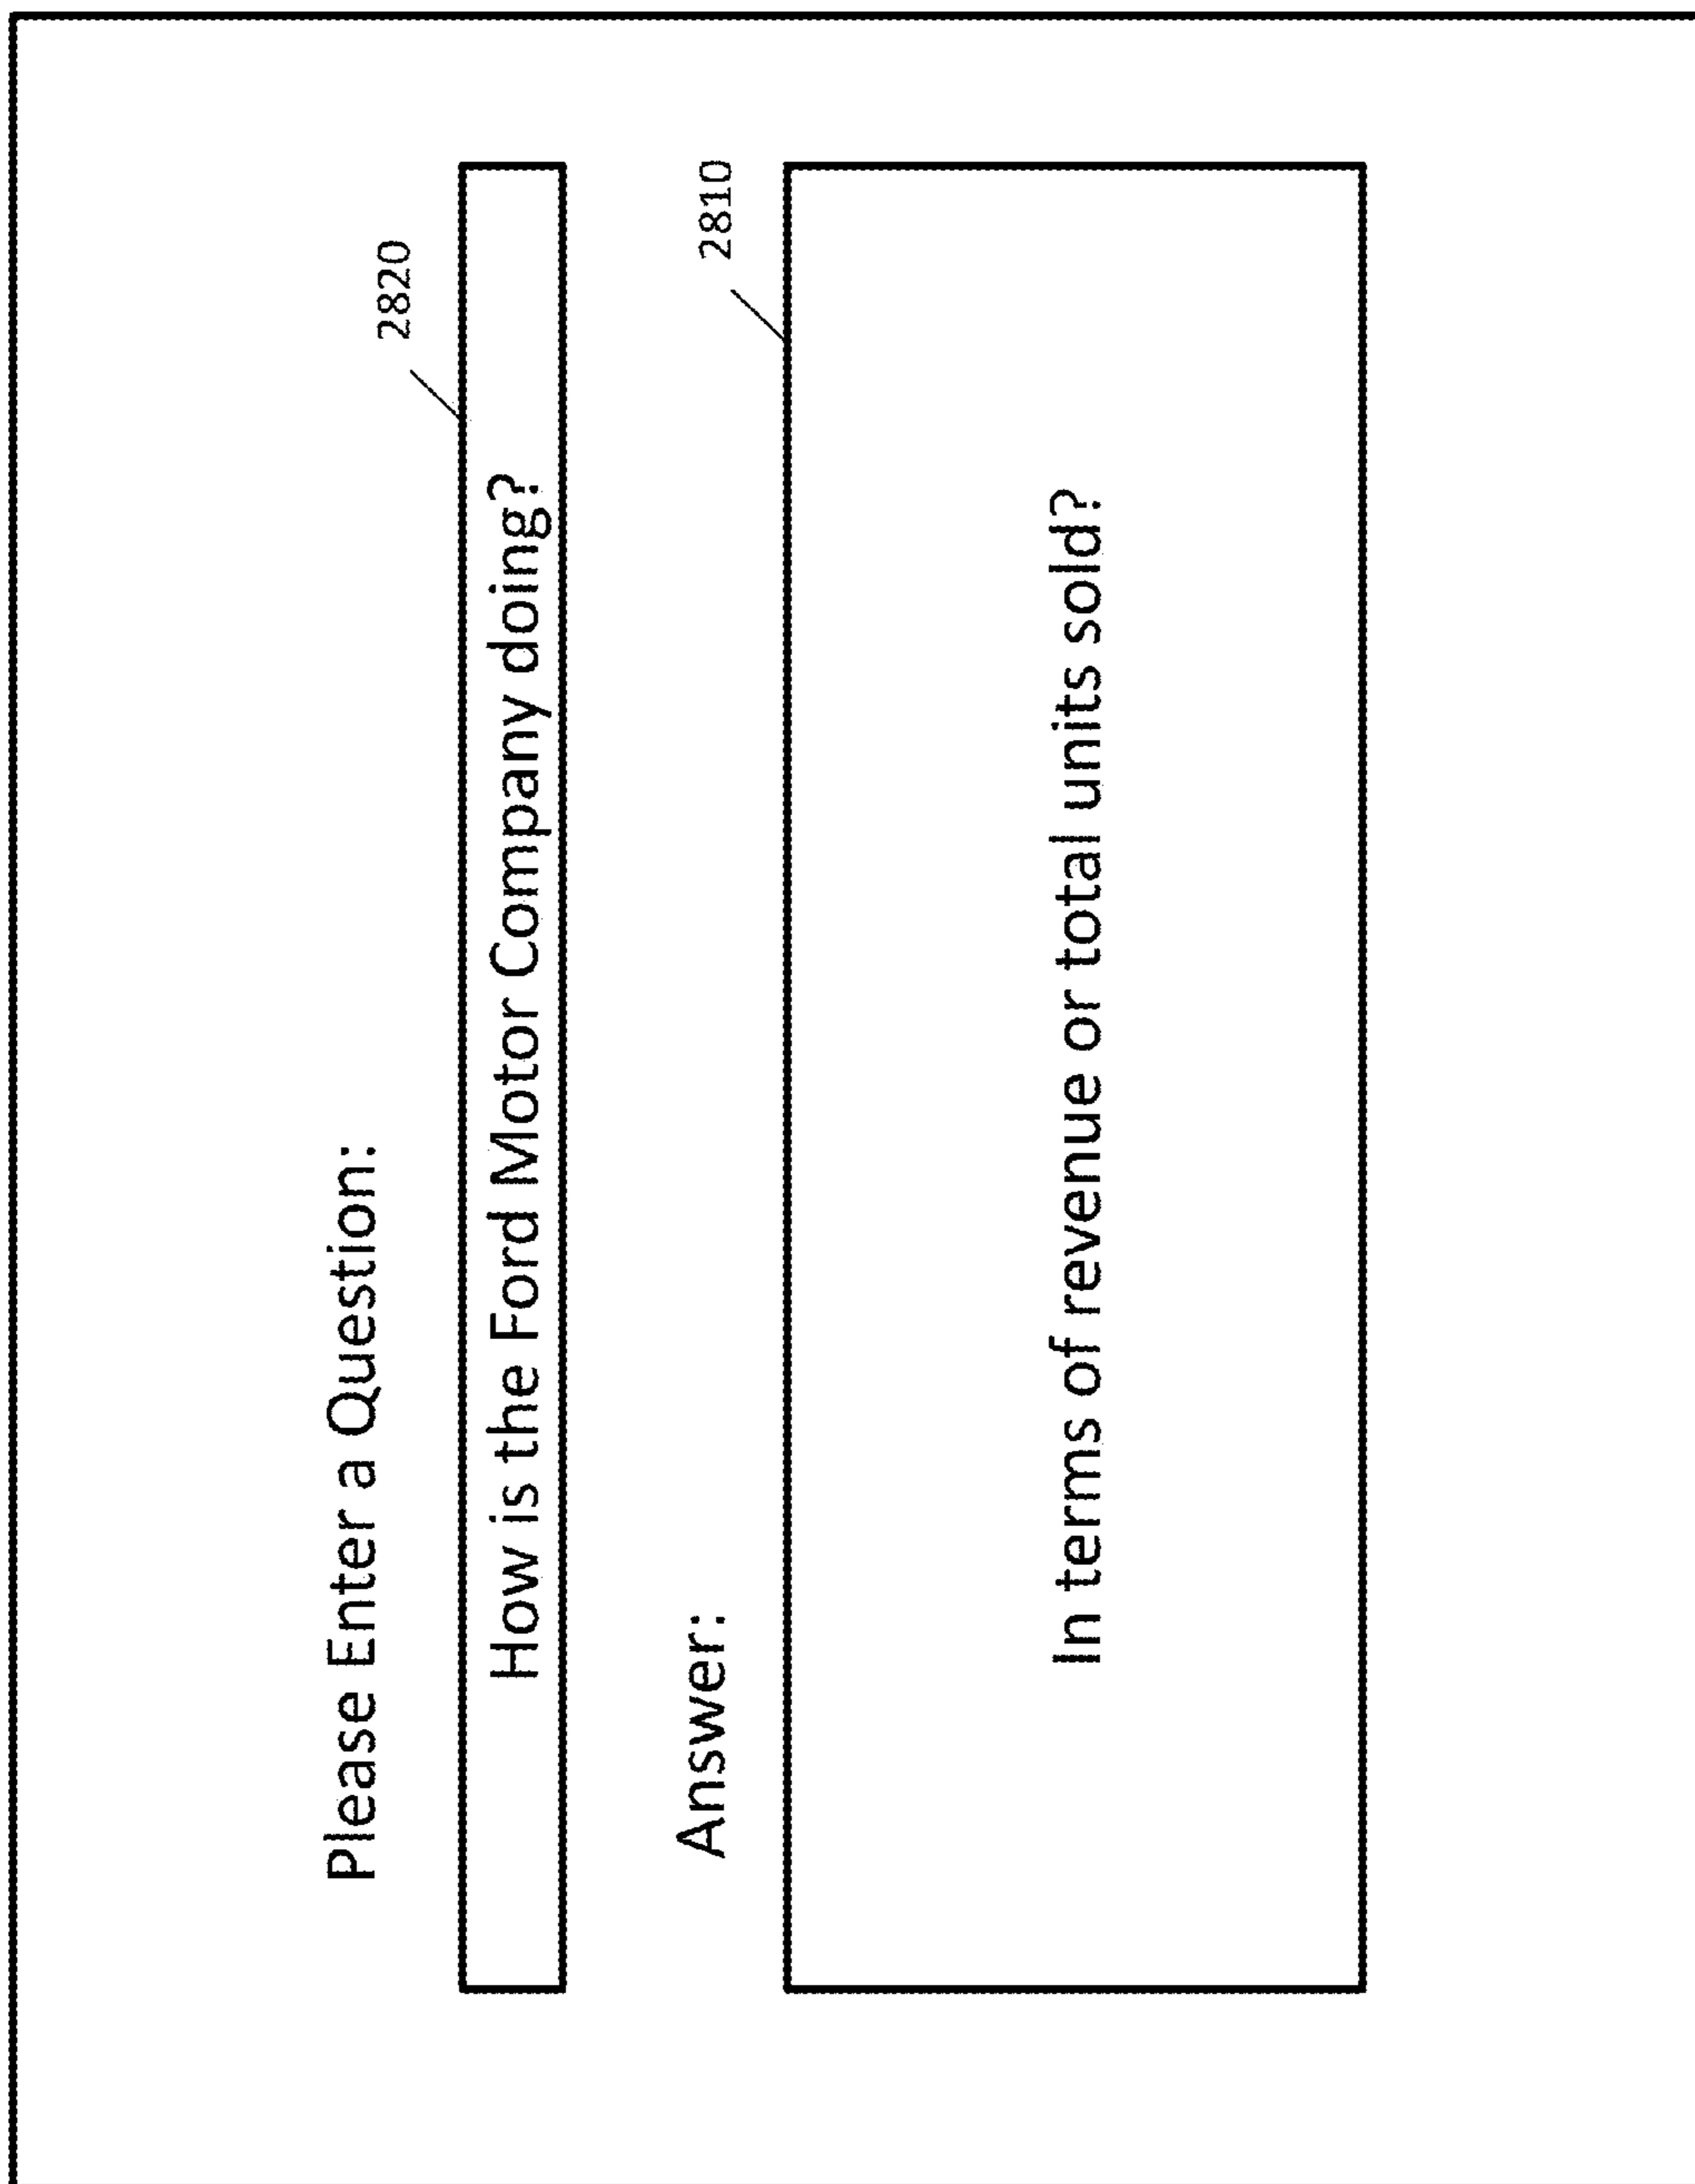 Please Enter a Question:
2820
How is the Ford Motor Company doing?
Answer:
2810
In terms of revenue or total units sold?